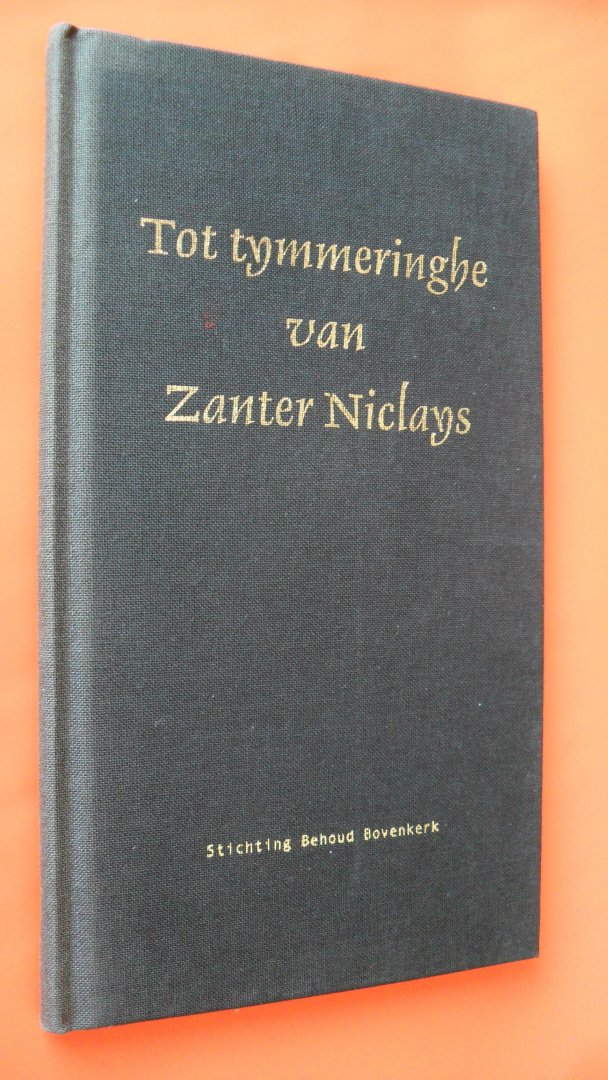 Tot tymmeringhe
van
Zanter Niclays
Stichting Behoud Bovenkerk